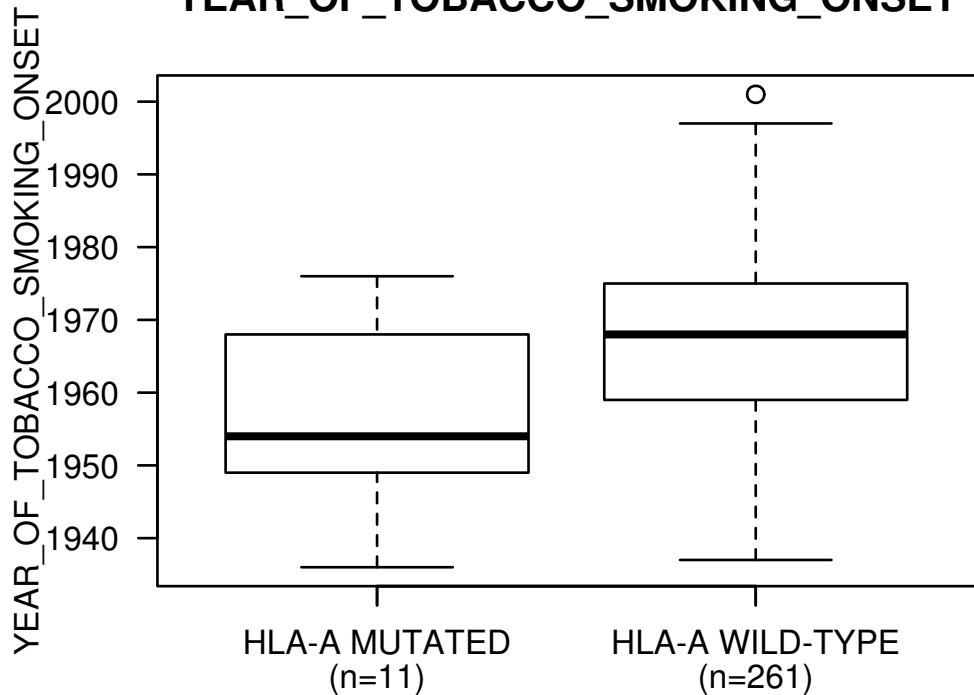 YEAR_OF_TOBACCO_SMOKING_ONSET
YEAR_OF_TOBACCO_SMOKING_ONSET
2000
1990
1980
1970
1960
1950
1940
HLA-A MUTATED
(n=11)
HLA-A WILD-TYPE
(n=261)